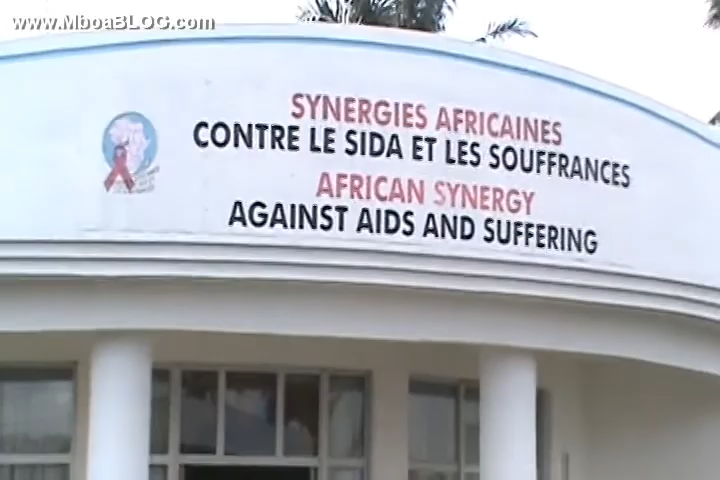 www.MboaBLOG.com
SYNERGIES AFRICAINES
CONTRE LE SIDA ET LES SOUFFRANCES
AFRICAN SYNERGY
AGAINST AIDS AND SUFFERING